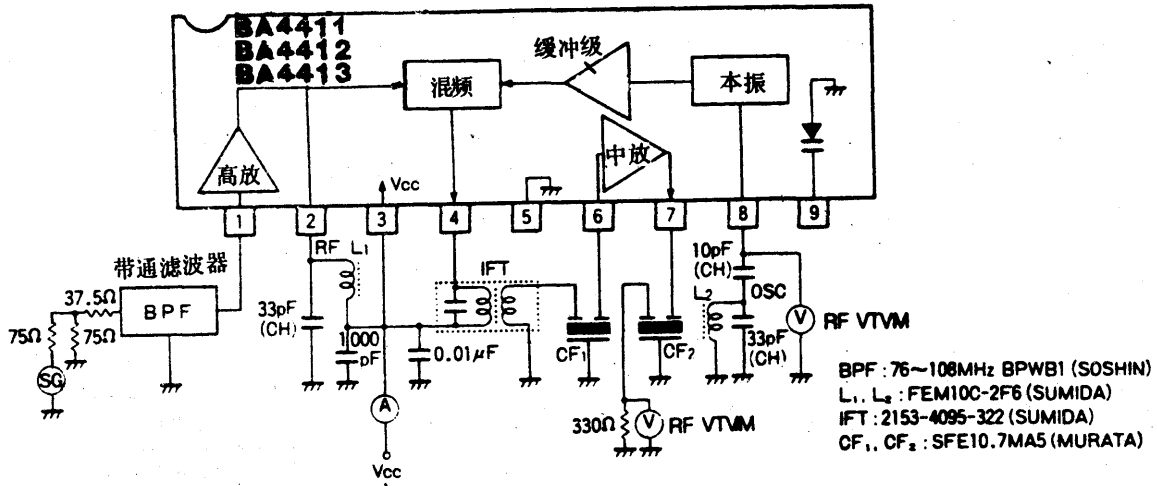 BA4411
BA4412
BA4413
缓冲级
混频
本振
高放
中放
Vcc
1
2
3
4
5
6
7
8
9
带通滤波器
BPF
37.5Ω
75Ω
75Ω
SG
RF L₁
33pF
(CH)
1000
pF
0.01μF
A
Vcc
IFT
CF₁
CF₂
330Ω
V
RF VTVM
10pF
(CH)
L2
OSC
33pF
(CH)
V
RF VTVM
BPF : 76~108MHz BPWB1 (SOSHIN)
L₁, L₂ : FEM10C-2F6 (SUMIDA)
IFT : 2153-4095-322 (SUMIDA)
CF₁, CF₂ : SFE10.7MA5 (MURATA)